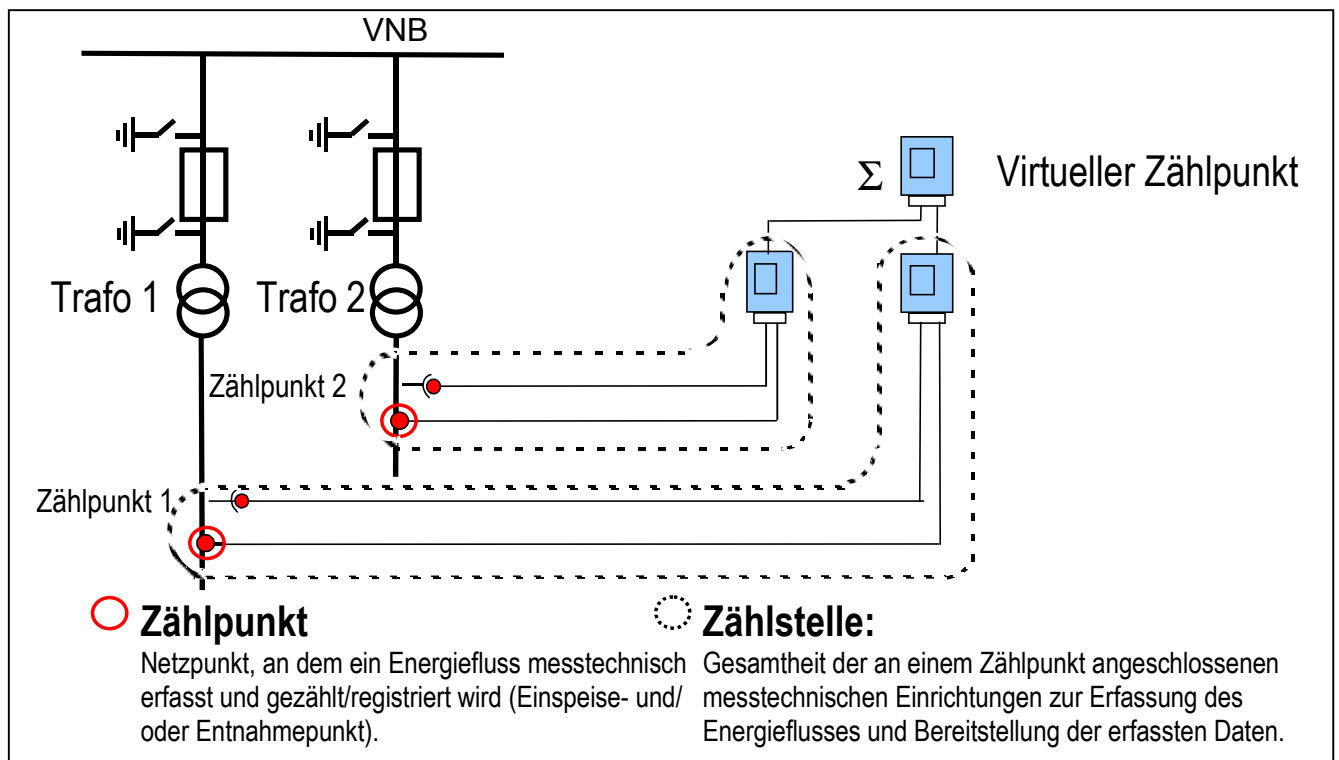 VNB
Σ
Virtueller Zählpunkt
Trafo 1
Trafo 2
Zählpunkt 2
Zählpunkt 1
Zählpunkt
Netzpunkt, an dem ein Energiefluss messtechnisch
erfasst und gezählt/registriert wird (Einspeise- und/
oder Entnahmepunkt).
Zählstelle:
Gesamtheit der an einem Zählpunkt angeschlossenen
messtechnischen Einrichtungen zur Erfassung des
Energieflusses und Bereitstellung der erfassten Daten.